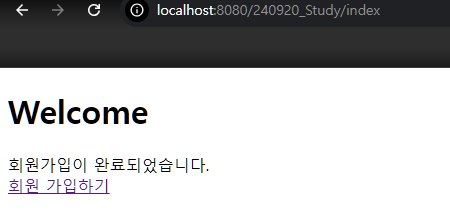 localhost:8080/240920_Study/index
Welcome
회원가입이 완료되었습니다.
회원 가입하기